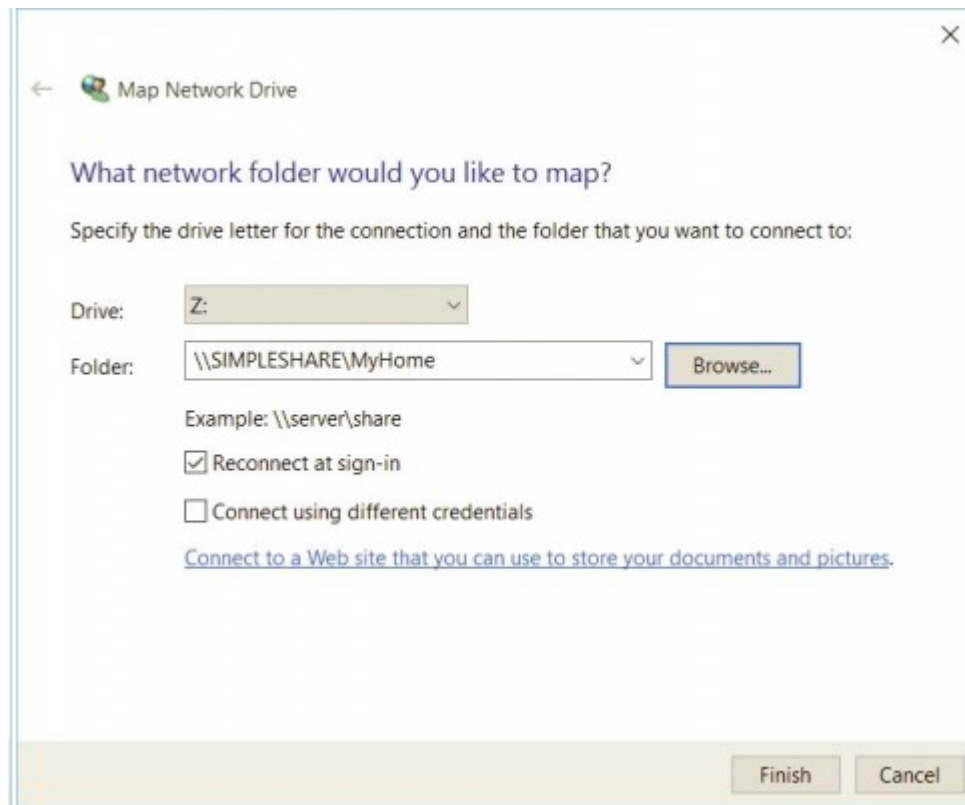 Map Network Drive
What network folder would you like to map?
Specify the drive letter for the connection and the folder that you want to connect to:
Drive: Z:
Folder: \\SIMPLESHARE\MyHome Browse...
Example: \\server\share
Reconnect at sign-in
Connect using different credentials
Connect to a Web site that you can use to store your documents and pictures.
Finish Cancel